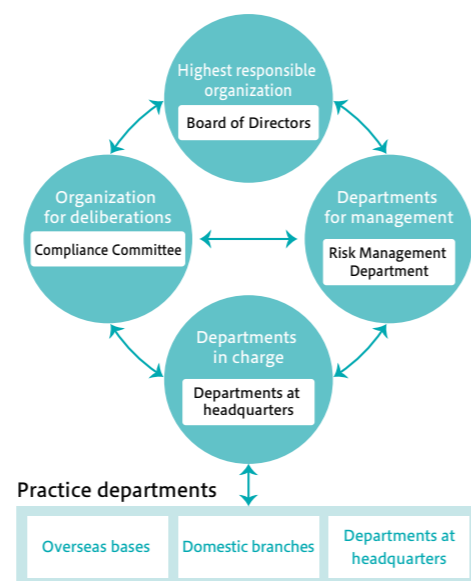 Highest responsible
organization
Board of Directors
Organization
for deliberations
Compliance Committee
Departments
for management
Risk Management
Department
Departments
in charge
Departments at
headquarters
Practice departments
Overseas bases
Domestic branches
Departments at
headquarters